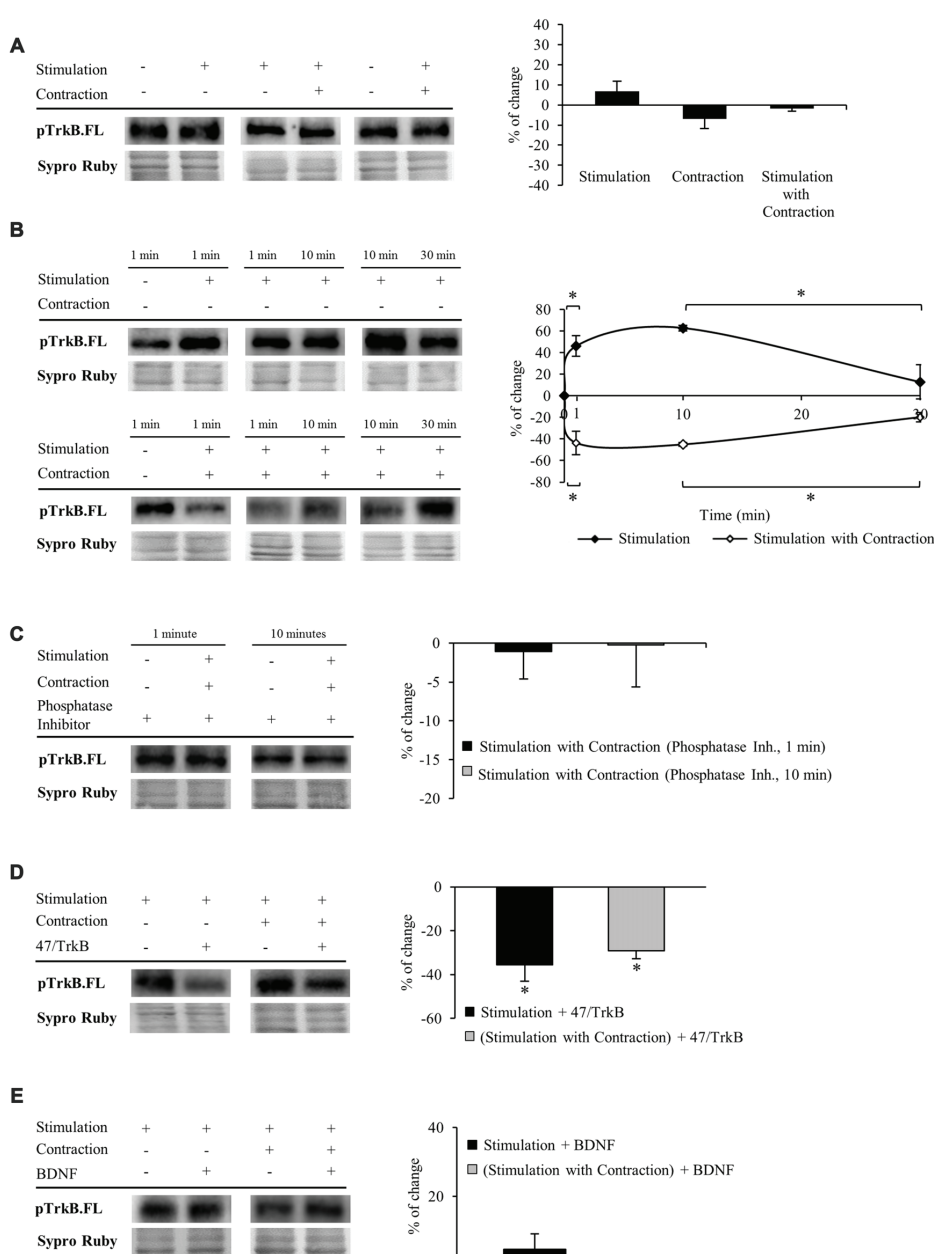 A
Stimulation - + + + - +
Contraction - - - + - +
pTrkB.FL
Sypro Ruby
% of change
40
30
20
10
0
-10
-20
-30
-40
Stimulation
Contraction
Stimulation
with
Contraction
B
1 min 1 min 1 min 10 min 10 min 30 min
Stimulation - + + + + +
Contraction - - - - - -
pTrkB.FL
Sypro Ruby
1 min 1 min 1 min 10 min 10 min 30 min
Stimulation - + + + + +
Contraction - + + + + +
pTrkB.FL
Sypro Ruby
% of change
80
60
40
20
0
-20
-40
-60
-80
0 1 10 20 30
* *
* *
Time (min)
Stimulation Stimulation with Contraction
C
1 minute 10 minutes
Stimulation - + - +
Contraction - + - +
Phosphatase
Inhibitor + + + +
pTrkB.FL
Sypro Ruby
% of change
0
-5
-10
-15
-20
Stimulation with Contraction (Phosphatase Inh., 1 min)
Stimulation with Contraction (Phosphatase Inh., 10 min)
D
Stimulation + + + +
Contraction - - + +
47/TrkB - + - +
pTrkB.FL
Sypro Ruby
% of change
0
-20
-40
-60
* *
Stimulation + 47/TrkB
(Stimulation with Contraction) + 47/TrkB
E
Stimulation + + + +
Contraction - - + +
BDNF - + - +
pTrkB.FL
Sypro Ruby
% of change
40
20
Stimulation + BDNF
(Stimulation with Contraction) + BDNF